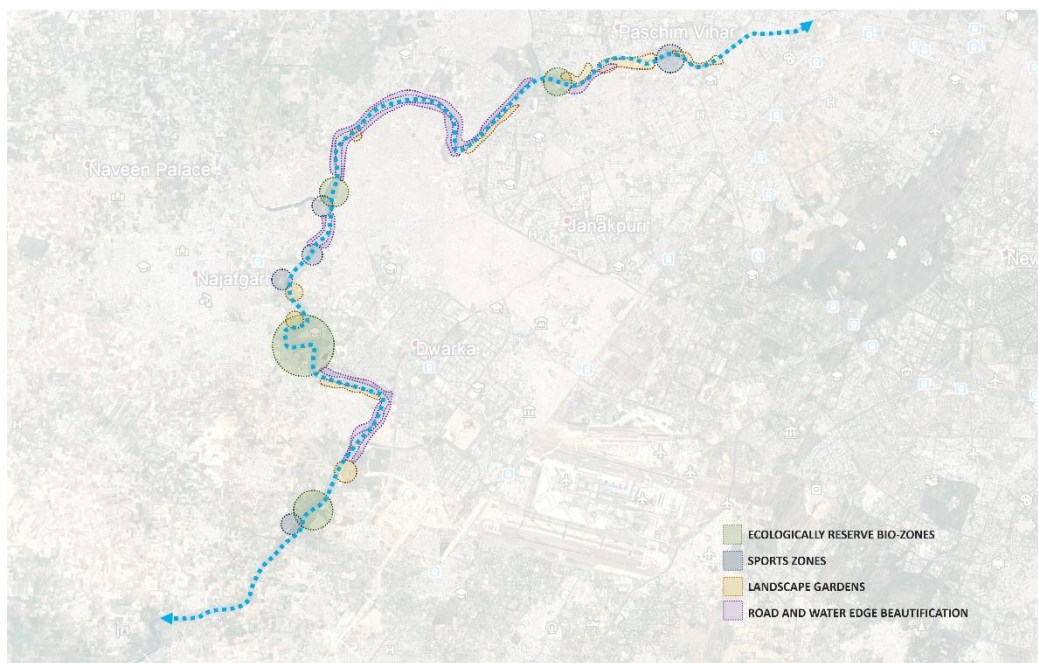 Paschim Vihar
Naveen Palace
Janakpuri
Najafgarh
Dwarka
New
ECOLOGICALLY RESERVE BIO-ZONES
SPORTS ZONES
LANDSCAPE GARDENS
ROAD AND WATER EDGE BEAUTIFICATION